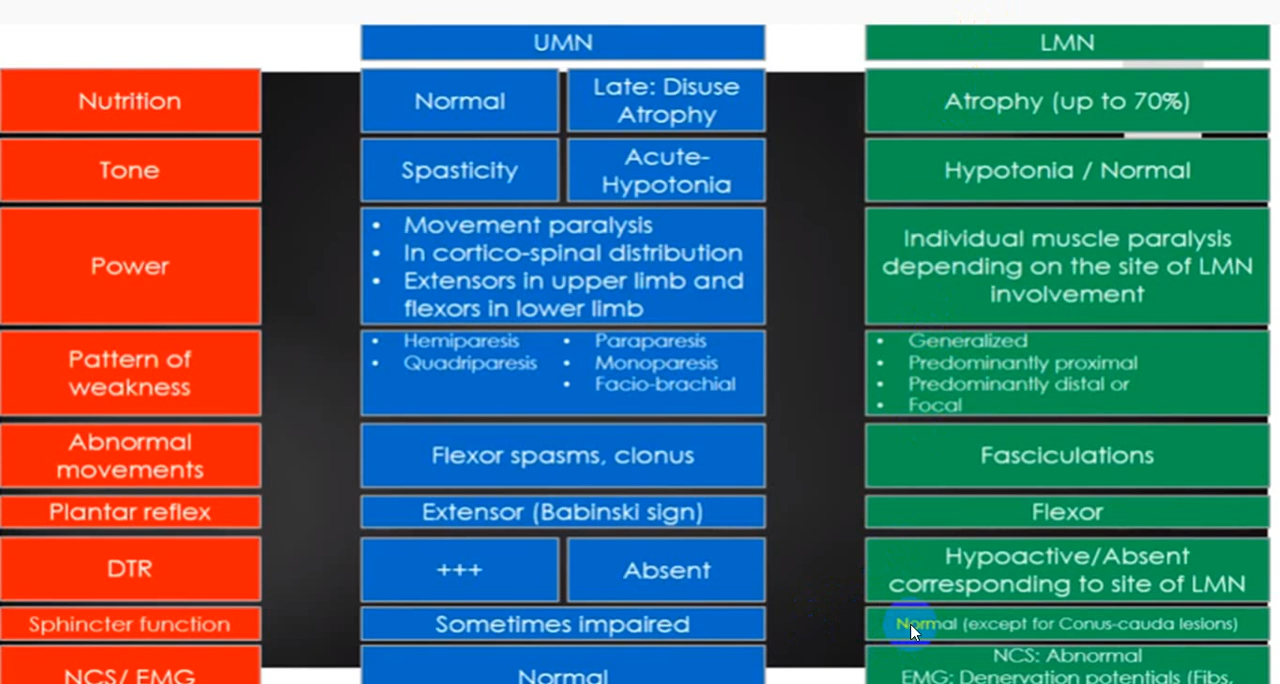 UMN
LMN
Nutrition
Normal
Late: Disuse
Atrophy
Atrophy (up to 70%)
Tone
Spasticity
Acute-
Hypotonia
Hypotonia / Normal
Power
• Movement paralysis
• In cortico-spinal distribution
• Extensors in upper limb and
flexors in lower limb
Individual muscle paralysis
depending on the site of LMN
involvement
Pattern of
weakness
• Hemiparesis
• Quadriparesis
• Paraparesis
• Monoparesis
• Facio-brachial
• Generalized
• Predominantly proximal
• Predominantly distal or
• Focal
Abnormal
movements
Flexor spasms, clonus
Fasciculations
Plantar reflex
Extensor (Babinski sign)
Flexor
DTR
+++
Absent
Hypoactive/Absent
corresponding to site of LMN
Sphincter function
Sometimes impaired
Normal (except for Conus-cauda lesions)
NCS/ EMG
Normal
NCS: Abnormal
EMG: Denervation potentials (Fibs,